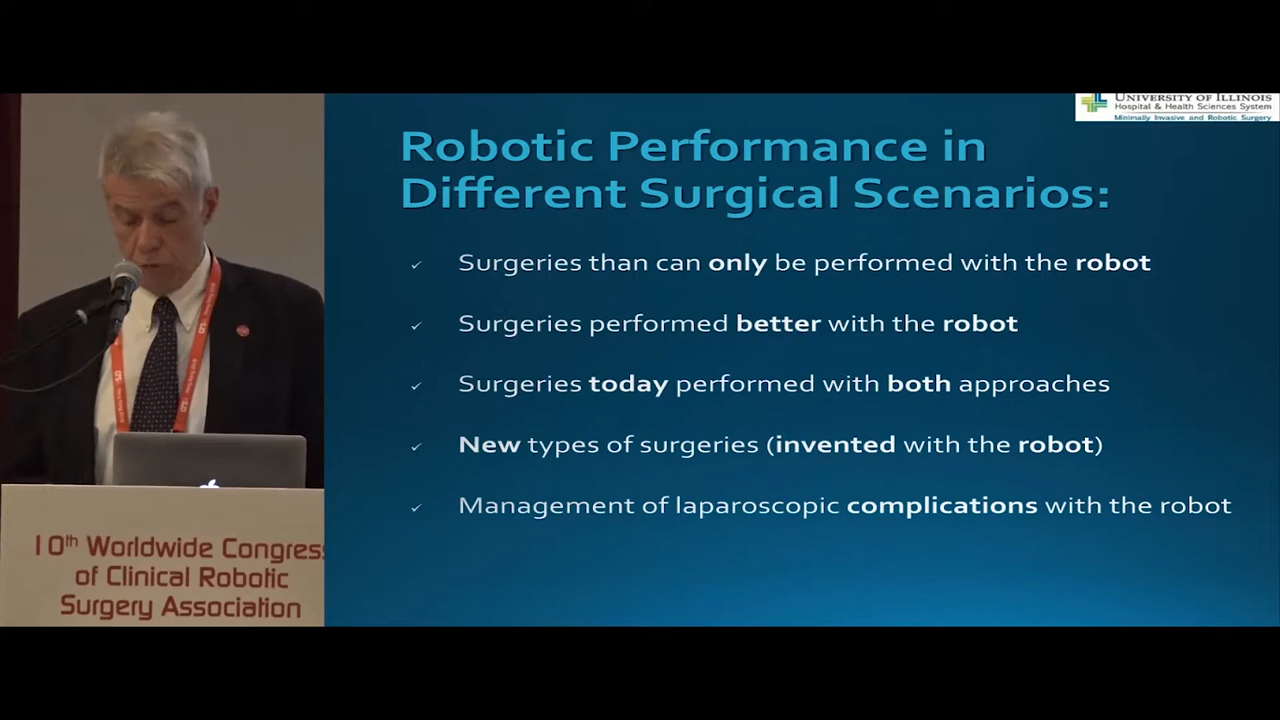 UNIVERSITY OF ILLINOIS
Hospital & Health Sciences System
Minimally Invasive and Robotic Surgery
Robotic Performance in
Different Surgical Scenarios:
Surgeries than can only be performed with the robot
Surgeries performed better with the robot
Surgeries today performed with both approaches
New types of surgeries (invented with the robot)
Management of laparoscopic complications with the robot
10th Worldwide Congress
of Clinical Robotic
Surgery Association